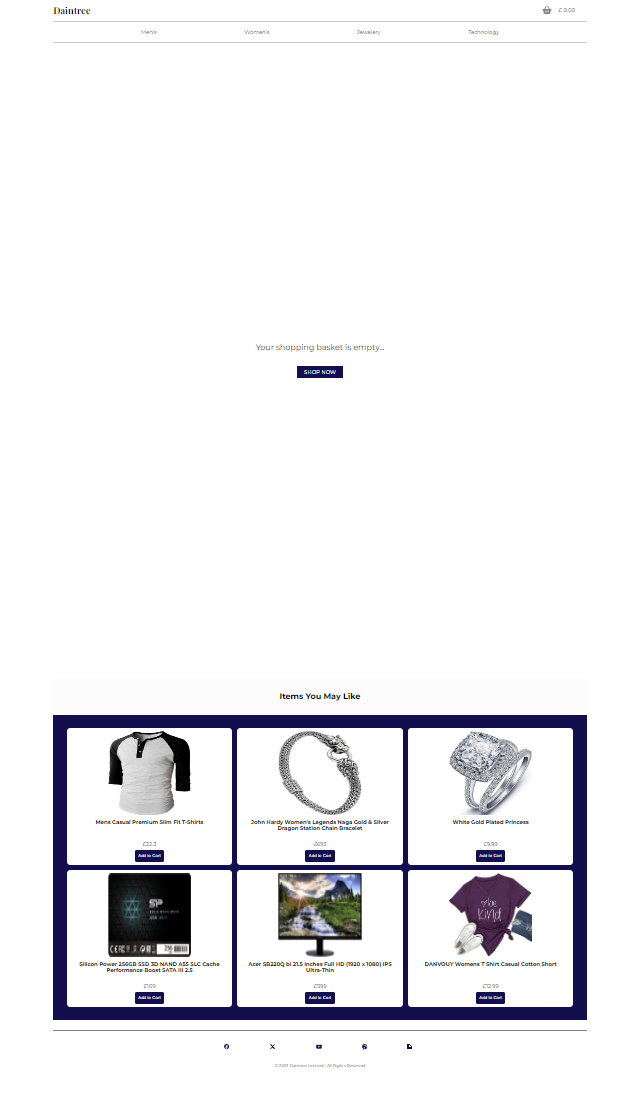 Daintree
£ 0.00
Men's
Women's
Jewelery
Technology
Your shopping basket is empty...
SHOP NOW
Items You May Like
Mens Casual Premium Slim Fit T-Shirts
£22.3
Add to Cart
John Hardy Women's Legends Naga Gold & Silver
Dragon Station Chain Bracelet
£695
Add to Cart
White Gold Plated Princess
£9.99
Add to Cart
SP
256
Silicon Power 256GB SSD 3D NAND A55 SLC Cache
Performance Boost SATA III 2.5
£109
Add to Cart
Acer SB220Q bi 21.5 inches Full HD (1920 x 1080) IPS
Ultra-Thin
£599
Add to Cart
be
Kind
DANVOUY Womens T Shirt Casual Cotton Short
£12.99
Add to Cart
© 2023 Daintree Limited | All Rights Reserved